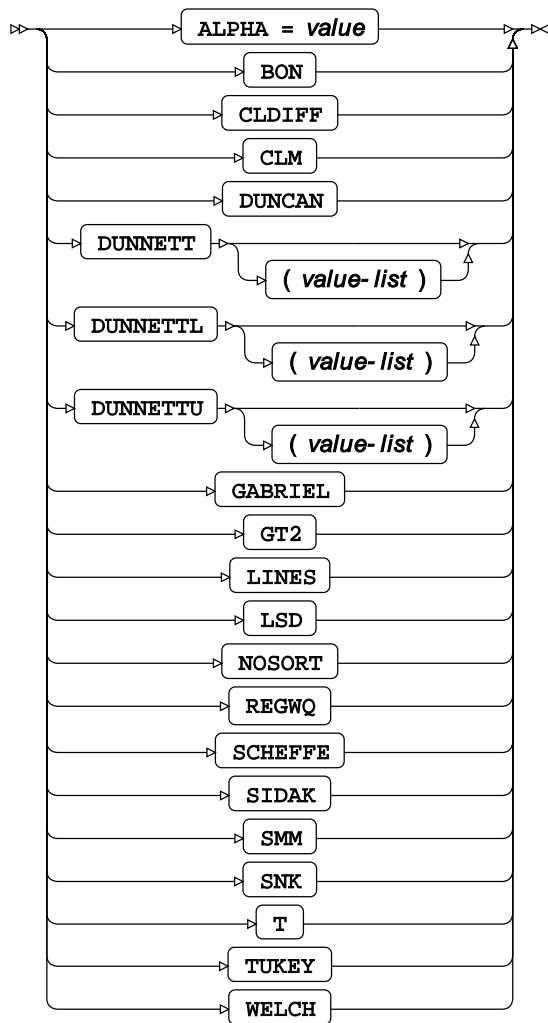 ALPHA = value
BON
CLDIFF
CLM
DUNCAN
DUNNETT
( value-list )
DUNNETTL
( value-list )
DUNNETTU
( value-list )
GABRIEL
GT2
LINES
LSD
NOSORT
REGWQ
SCHEFFE
SIDAK
SMM
SNK
T
TUKEY
WELCH